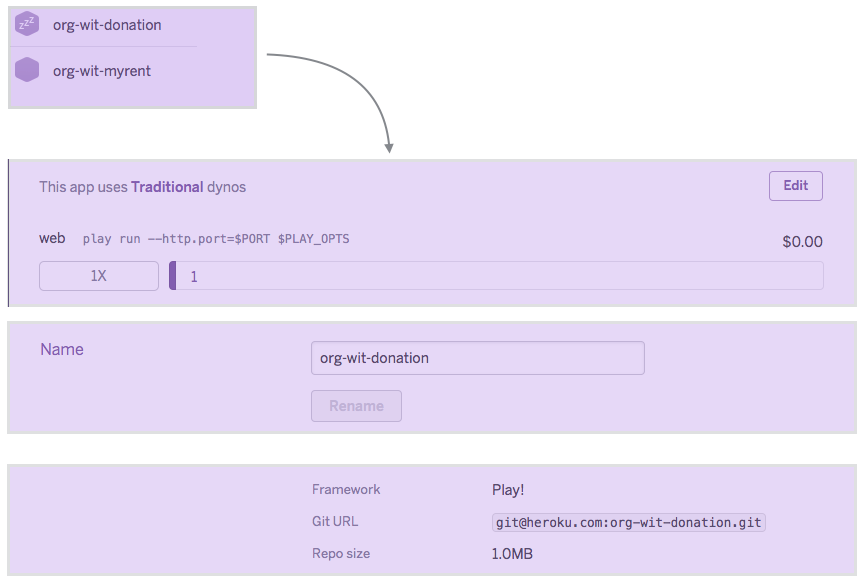 zzz
org-wit-donation
org-wit-myrent
This app uses Traditional dynos
Edit
web play run --http.port=$PORT $PLAY_OPTS
$0.00
1X
1
Name
org-wit-donation
Rename
Framework Play!
Git URL git@heroku.com:org-wit-donation.git
Repo size 1.0MB